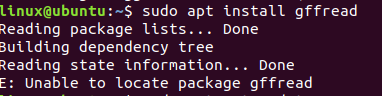 linux@ubuntu:~$ sudo apt install gffread
Reading package lists... Done
Building dependency tree
Reading state information... Done
E: Unable to locate package gffread